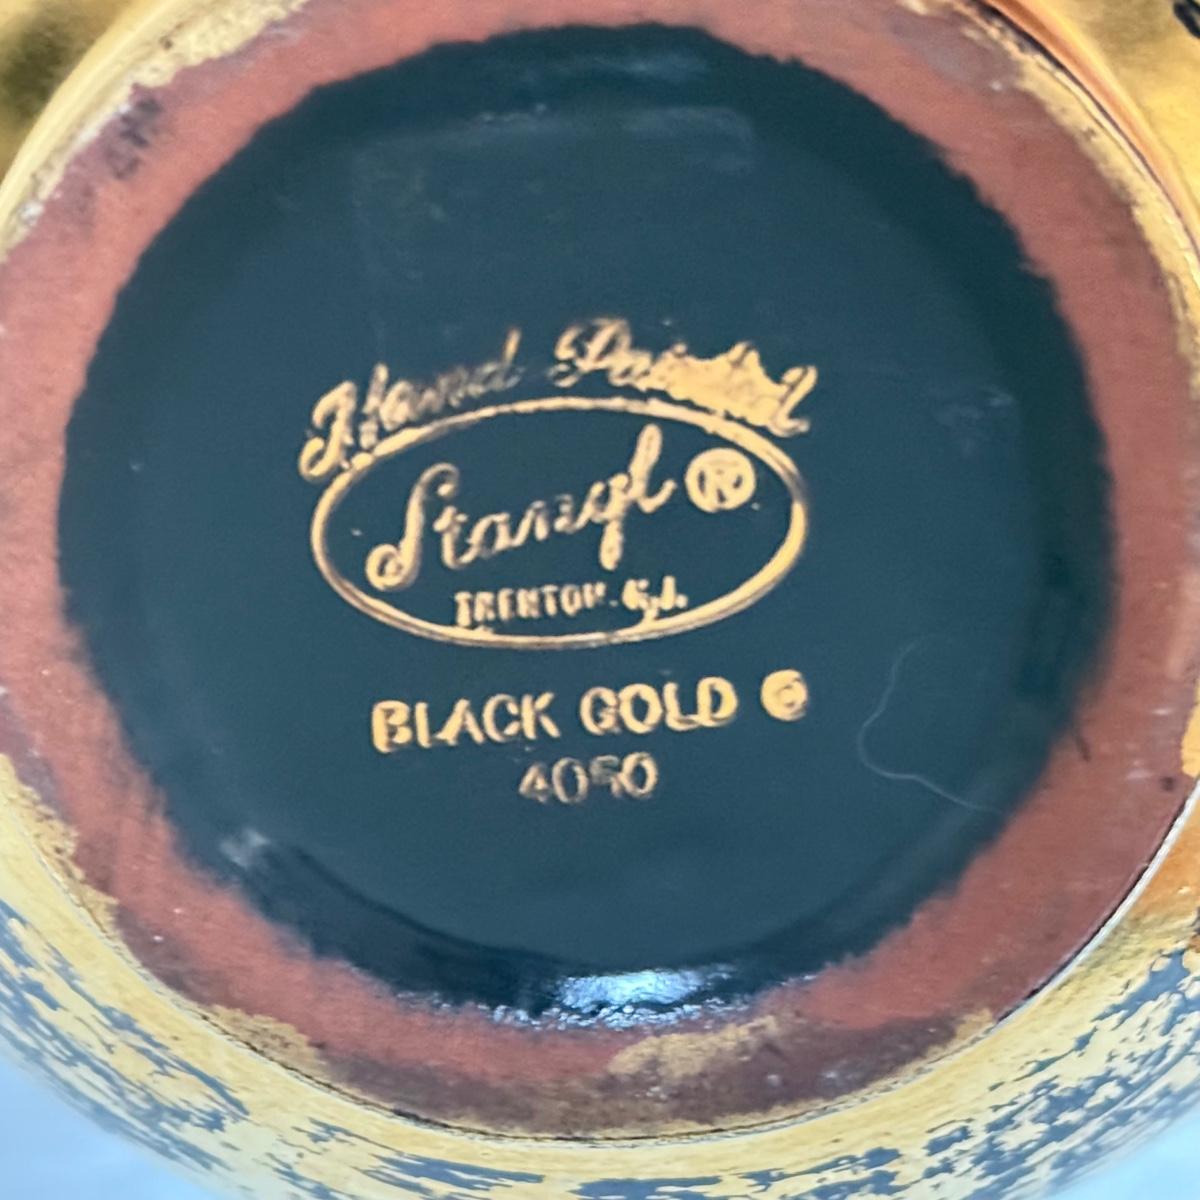 Hand Painted
Stangl ®
TRENTON. N.J.
BLACK GOLD ©
4050